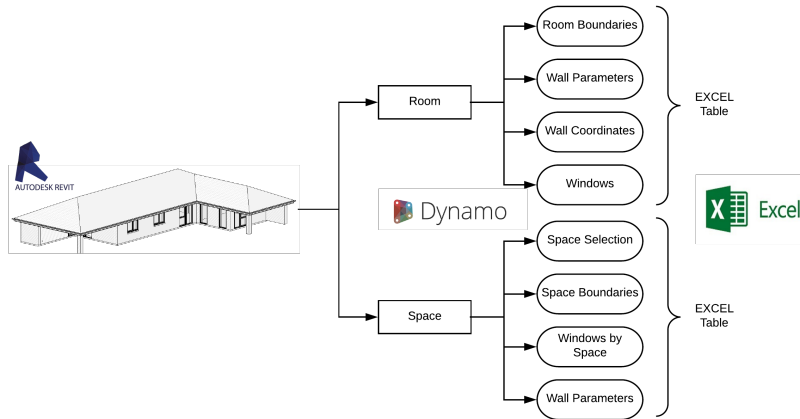 AUTODESK REVIT
Room
Space
Dynamo
Room Boundaries
Wall Parameters
Wall Coordinates
Windows
Space Selection
Space Boundaries
Windows by
Space
Wall Parameters
EXCEL
Table
EXCEL
Table
X
Excel